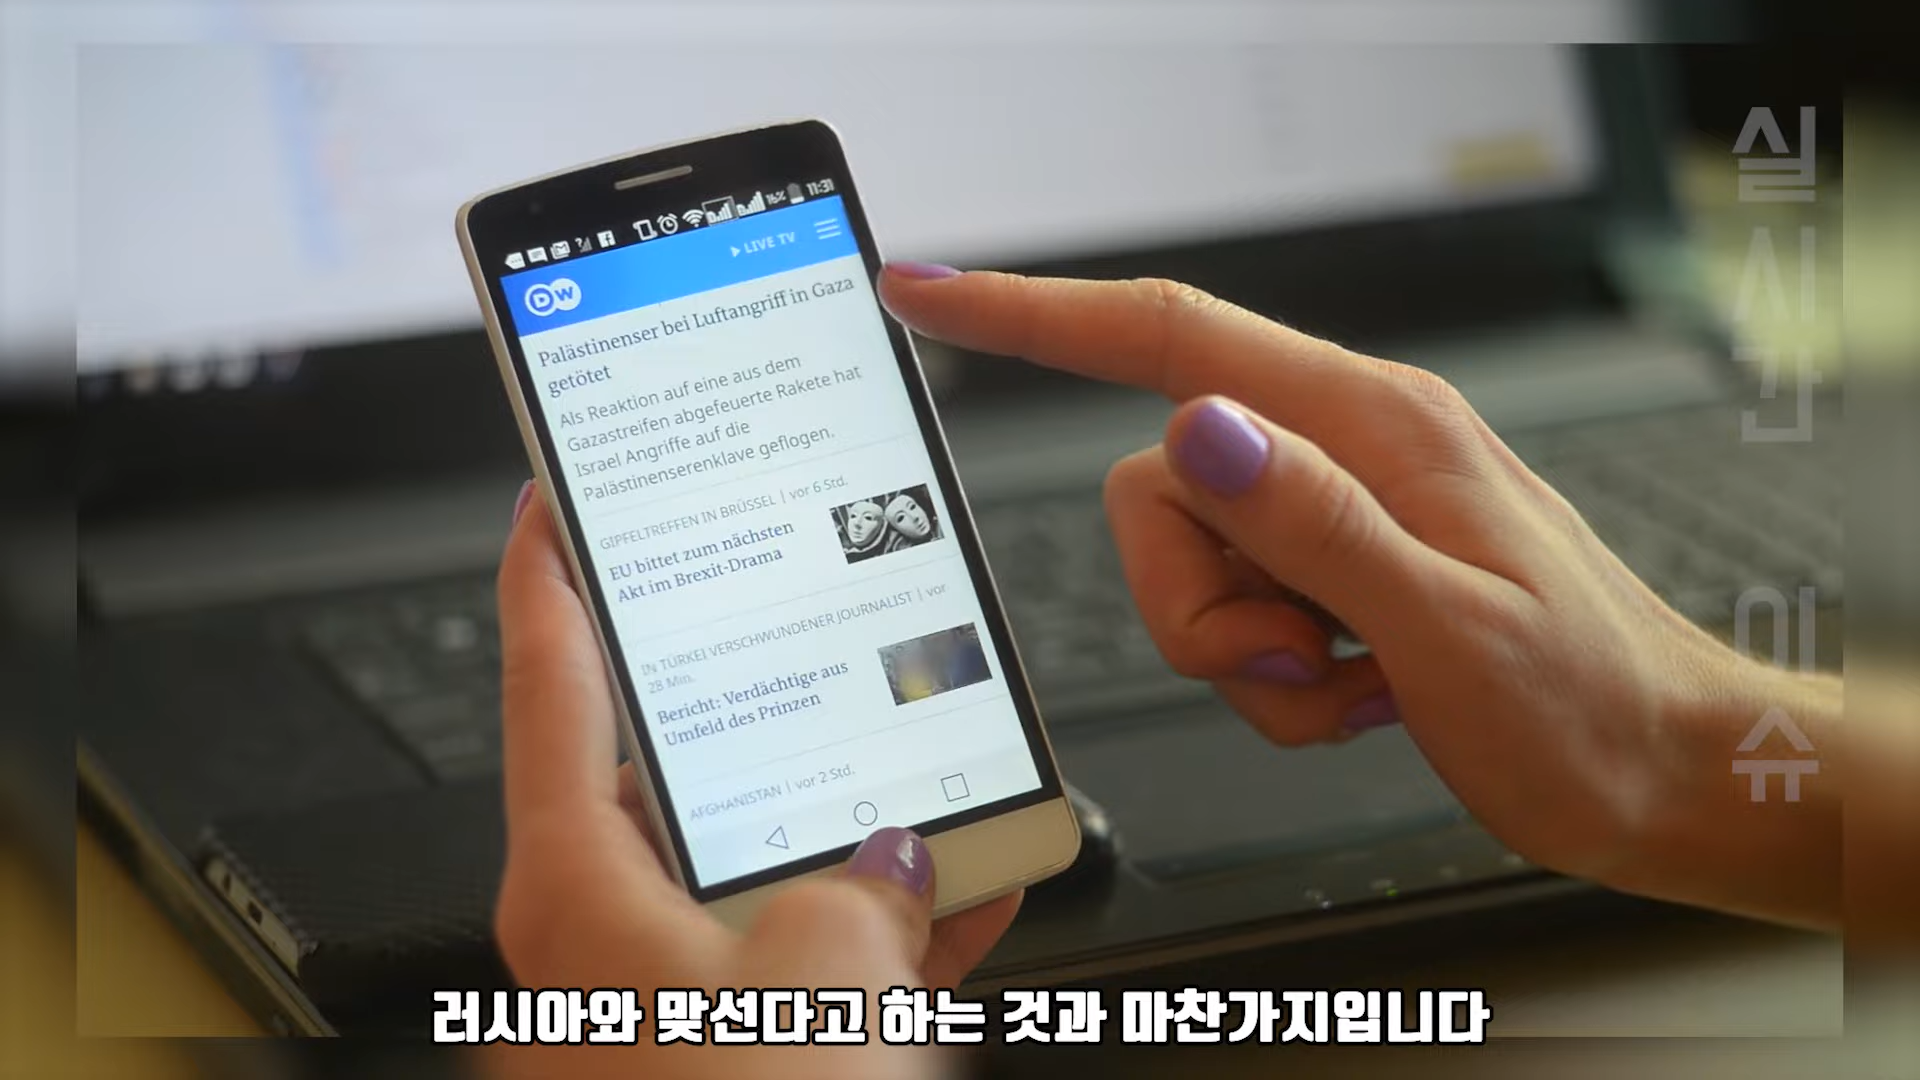 16% 11:31
DW
LIVE TV
Palästinenser bei Luftangriff in Gaza
getötet
Als Reaktion auf eine aus dem
Gazastreifen abgefeuerte Rakete hat
Israel Angriffe auf die
Palästinenserenklave geflogen.
GIPFELTREFFEN IN BRÜSSEL | vor 6 Std.
EU bittet zum nächsten
Akt im Brexit-Drama
IN TÜRKEI VERSCHWUNDENER JOURNALIST | vor
28 Min.
Bericht: Verdächtige aus
Umfeld des Prinzen
AFGHANISTAN | vor 2 Std.
실시간 이슈
러시아와 맞선다고 하는 것과 마찬가지입니다